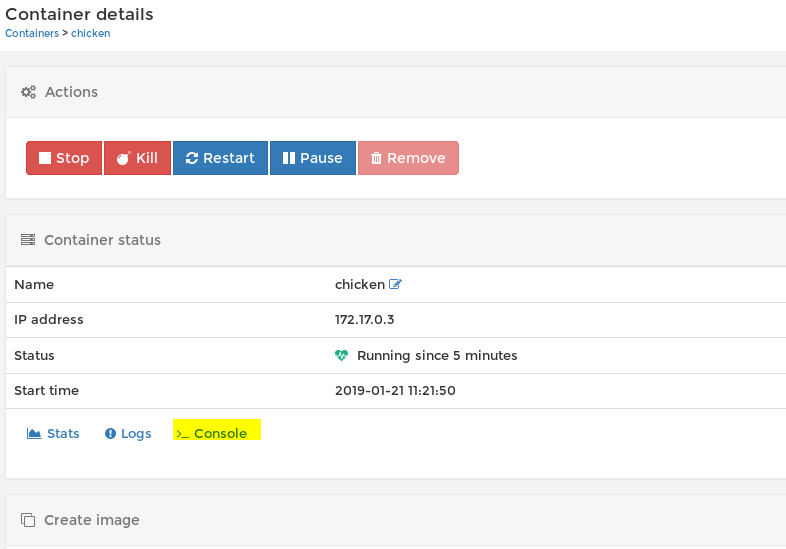 Container details
Containers > chicken
Actions
Stop Kill Restart Pause Remove
Container status
Name chicken
IP address 172.17.0.3
Status Running since 5 minutes
Start time 2019-01-21 11:21:50
Stats Logs >_ Console
Create image